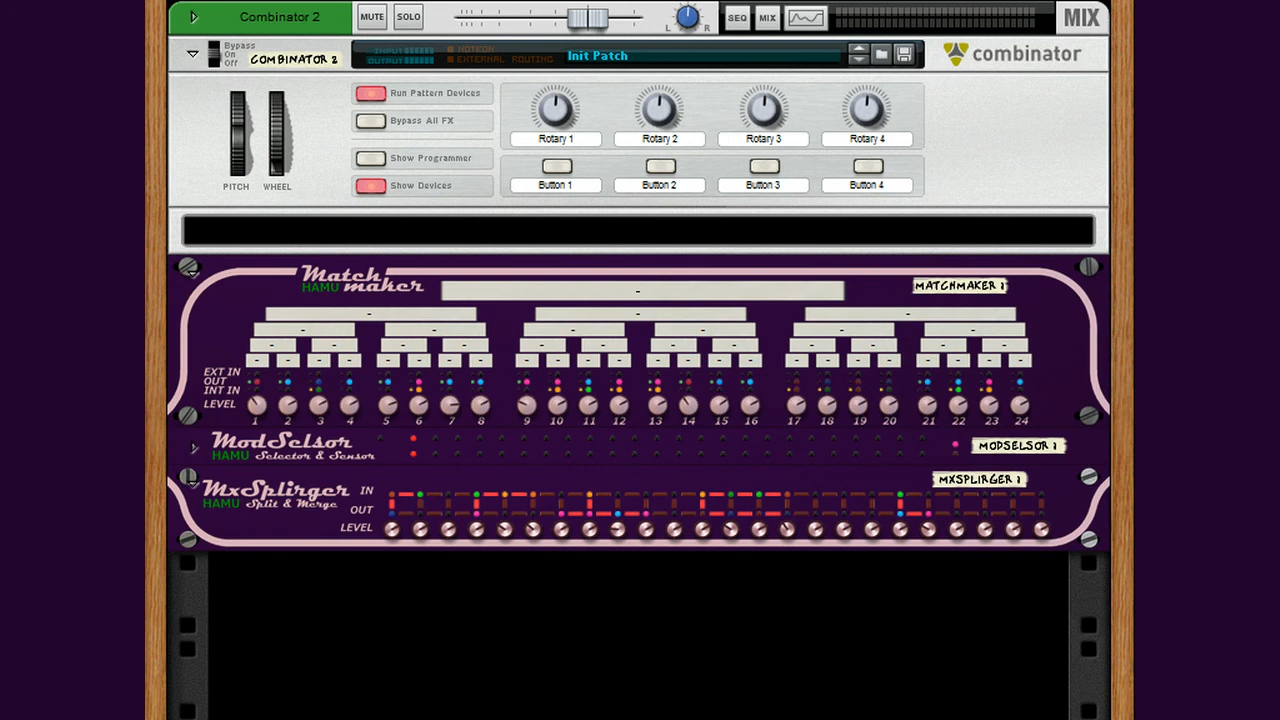 Combinator 2
MUTE SOLO
L R
SEQ MIX
MIX
Bypass
On
Off
COMBINATOR 2
INPUT NOTEON
OUTPUT EXTERNAL ROUTING
Init Patch
combinator
Run Pattern Devices
Bypass All FX
Show Programmer
Show Devices
PITCH WHEEL
Rotary 1 Rotary 2 Rotary 3 Rotary 4
Button 1 Button 2 Button 3 Button 4
Match
HAMU maker
MATCHMAKER 1
EXT IN
OUT
INT IN
LEVEL
1 2 3 4 5 6 7 8 9 10 11 12 13 14 15 16 17 18 19 20 21 22 23 24
ModSelsor
HAMU Selector & Sensor
MODSELSOR 1
MxSplirger
HAMU Split & Merge
MXSPLIRGER 1
IN
OUT
LEVEL